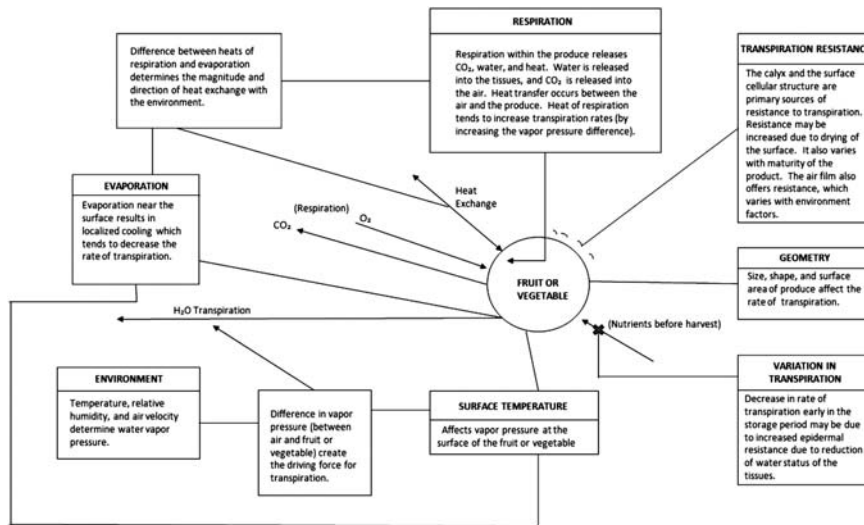 RESPIRATION
Respiration within the produce releases
CO₂, water, and heat. Water is released
into the tissues, and CO₂ is released into
the air. Heat transfer occurs between the
air and the produce. Heat of respiration
tends to increase transpiration rates (by
increasing the vapor pressure difference).
Difference between heats of
respiration and evaporation
determines the magnitude and
direction of heat exchange with
the environment.
TRANSPIRATION RESISTANC
The calyx and the surface
cellular structure are
primary sources of
resistance to transpiration.
Resistance may be
increased due to drying of
the surface. It also varies
with maturity of the
product. The air film also
offers resistance, which
varies with environment
factors.
EVAPORATION
Evaporation near the
surface results in
localized cooling which
tends to decrease the
rate of transpiration.
Heat
Exchange
(Respiration)
O₂
CO₂
FRUIT OR
VEGETABLE
GEOMETRY
Size, shape, and surface
area of produce affect the
rate of transpiration.
H₂O Transpiration
(Nutrients before harvest)
ENVIRONMENT
Temperature, relative
humidity, and air velocity
determine water vapor
pressure.
Difference in vapor
pressure (between
air and fruit or
vegetable) create
the driving force for
transpiration.
SURFACE TEMPERATURE
Affects vapor pressure at the
surface of the fruit or vegetable
VARIATION IN
TRANSPIRATION
Decrease in rate of
transpiration early in the
storage period may be due
to increased epidermal
resistance due to reduction
of water status of the
tissues.